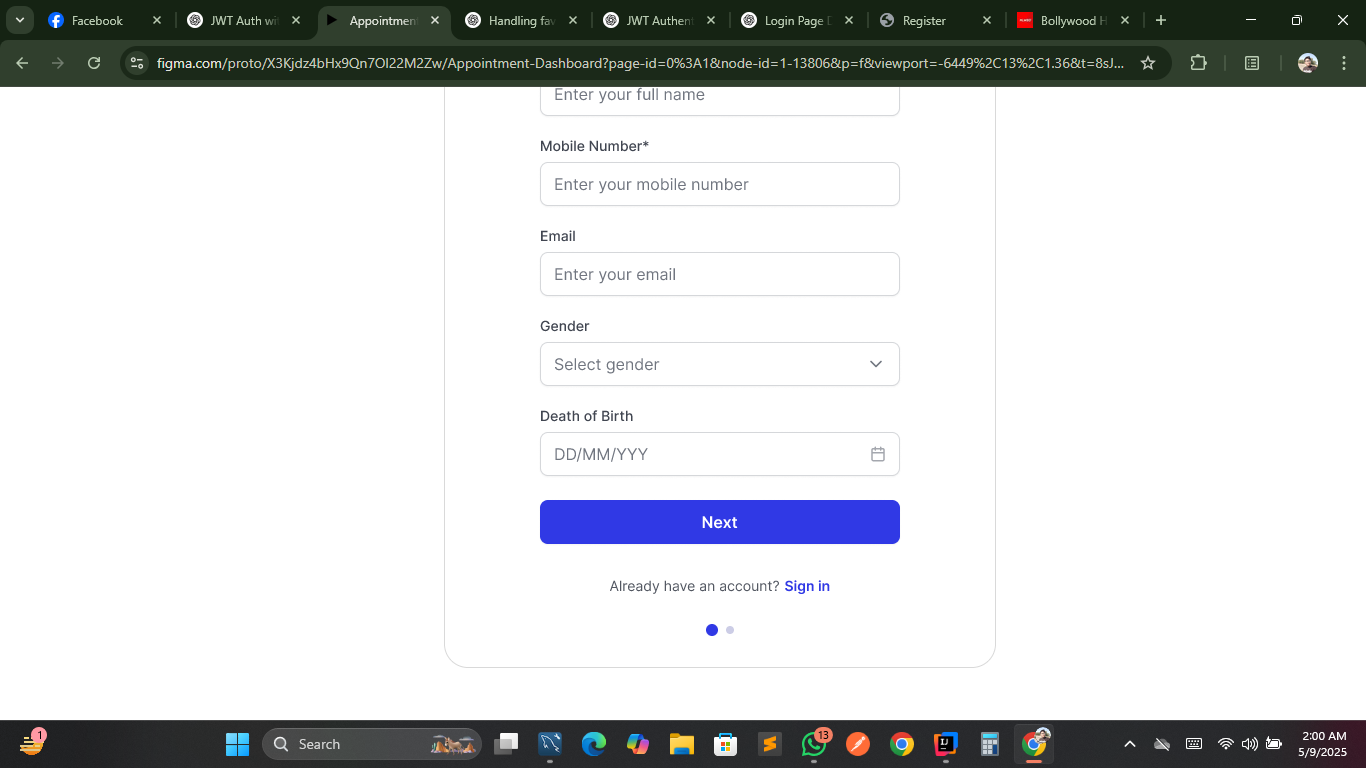 Facebook
JWT Auth wi
Appointmen
Handling fav
JWT Authent
Login Page D
Register
Bollywood H
figma.com/proto/X3Kjdz4bHx9Qn7Ol22M2Zw/Appointment-Dashboard?page-id=0%3A1&node-id=1-13806&p=f&viewport=-6449%2C13%2C1.36&t=8sJ...
Enter your full name
Mobile Number*
Enter your mobile number
Email
Enter your email
Gender
Select gender
Death of Birth
DD/MM/YYY
Next
Already have an account? Sign in
1
Search
13
2:00 AM
5/9/2025